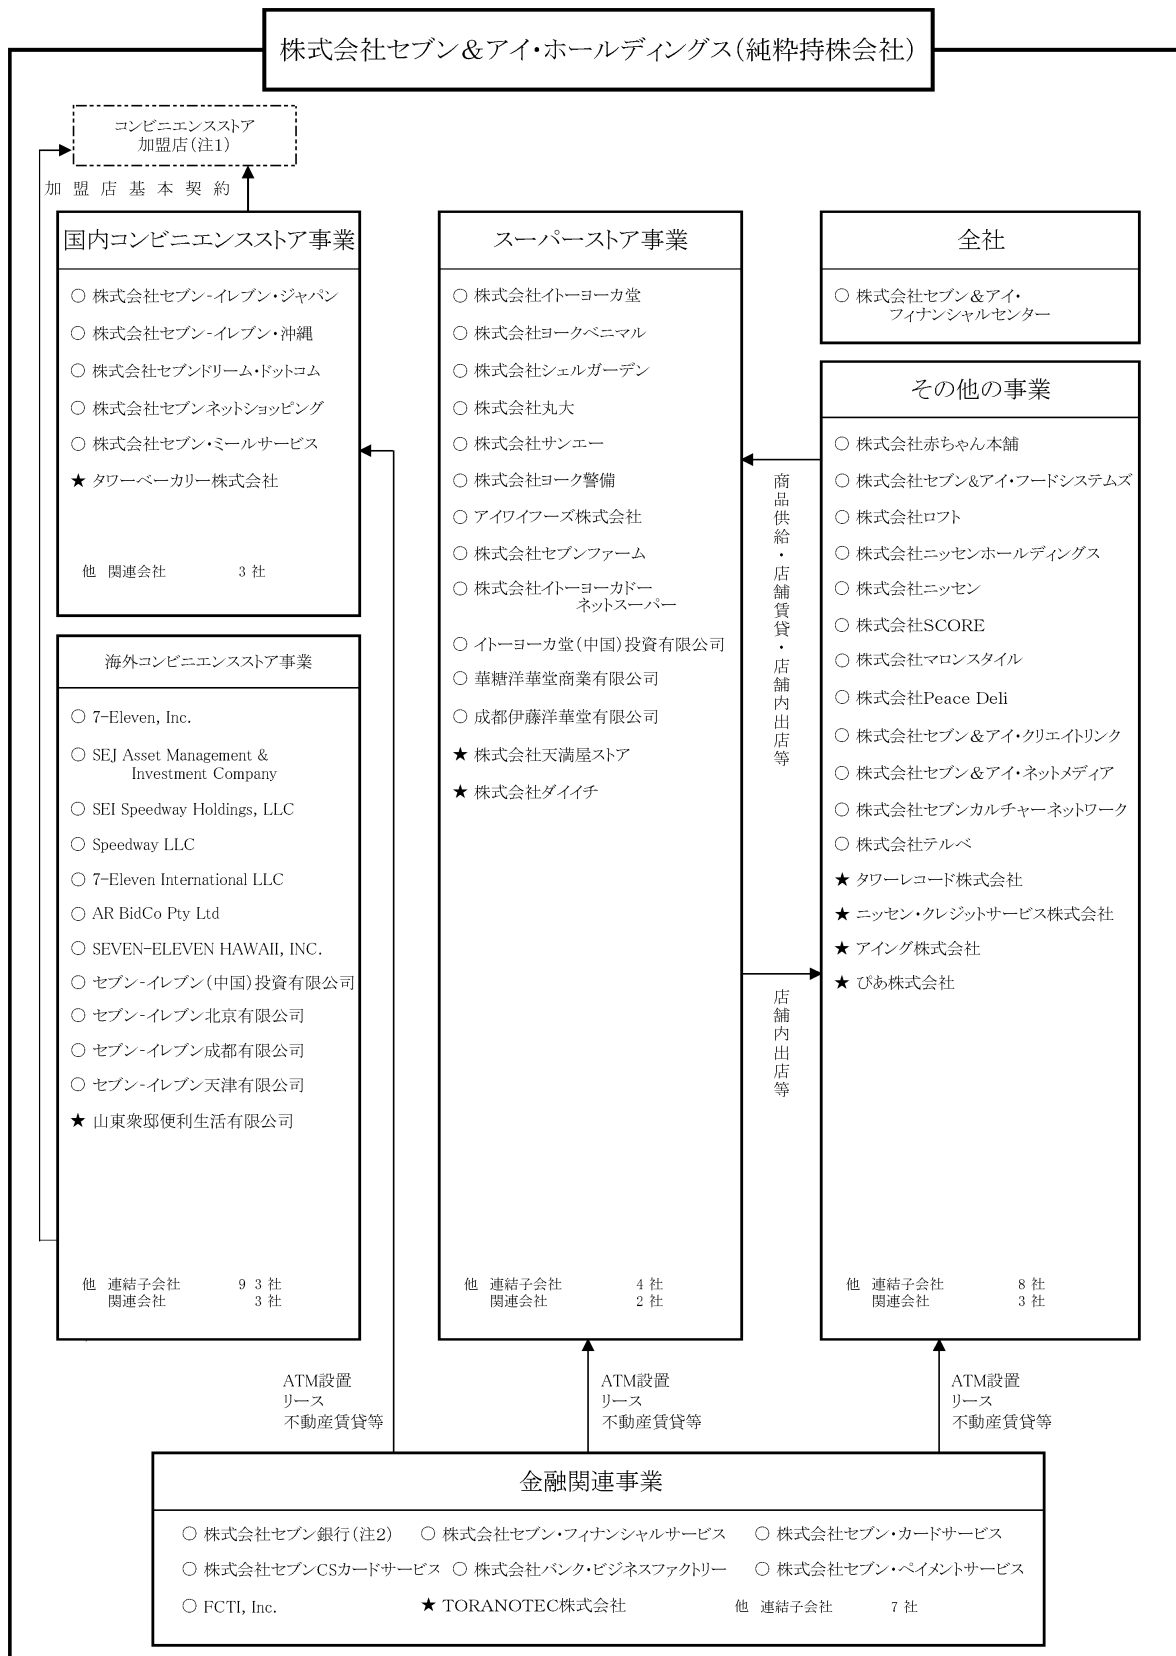 株式会社セブン＆アイ・ホールディングス（純粋持株会社）
コンビニエンスストア
加盟店（注1）
加盟店基本契約
国内コンビニエンスストア事業
○ 株式会社セブン-イレブン・ジャパン
○ 株式会社セブン-イレブン・沖縄
○ 株式会社セブンドリーム・ドットコム
○ 株式会社セブンネットショッピング
○ 株式会社セブン・ミールサービス
★ タワーベーカリー株式会社
他 関連会社 3 社
海外コンビニエンスストア事業
○ 7-Eleven, Inc.
○ SEJ Asset Management &
Investment Company
○ SEI Speedway Holdings, LLC
○ Speedway LLC
○ 7-Eleven International LLC
○ AR BidCo Pty Ltd
○ SEVEN-ELEVEN HAWAII, INC.
○ セブン-イレブン（中国）投資有限公司
○ セブン-イレブン北京有限公司
○ セブン-イレブン成都有限公司
○ セブン-イレブン天津有限公司
★ 山東衆邸便利生活有限公司
他 連結子会社 9 3 社
関連会社 3 社
スーパーストア事業
○ 株式会社イトーヨーカ堂
○ 株式会社ヨークベニマル
○ 株式会社シェルガーデン
○ 株式会社丸大
○ 株式会社サンエー
○ 株式会社ヨーク警備
○ アイワイフーズ株式会社
○ 株式会社セブンファーム
○ 株式会社イトーヨーカドー
ネットスーパー
○ イトーヨーカ堂（中国）投資有限公司
○ 華糖洋華堂商業有限公司
○ 成都伊藤洋華堂有限公司
★ 株式会社天満屋ストア
★ 株式会社ダイイチ
他 連結子会社 4 社
関連会社 2 社
商品供給・店舗賃貸・店舗内出店等
店舗内出店等
全社
○ 株式会社セブン＆アイ・
フィナンシャルセンター
その他の事業
○ 株式会社赤ちゃん本舗
○ 株式会社セブン&アイ・フードシステムズ
○ 株式会社ロフト
○ 株式会社ニッセンホールディングス
○ 株式会社ニッセン
○ 株式会社SCORE
○ 株式会社マロンスタイル
○ 株式会社Peace Deli
○ 株式会社セブン＆アイ・クリエイトリンク
○ 株式会社セブン＆アイ・ネットメディア
○ 株式会社セブンカルチャーネットワーク
○ 株式会社テルベ
★ タワーレコード株式会社
★ ニッセン・クレジットサービス株式会社
★ アイング株式会社
★ ぴあ株式会社
他 連結子会社 8 社
関連会社 3 社
ATM設置
リース
不動産賃貸等
ATM設置
リース
不動産賃貸等
ATM設置
リース
不動産賃貸等
金融関連事業
○ 株式会社セブン銀行（注2） ○ 株式会社セブン・フィナンシャルサービス ○ 株式会社セブン・カードサービス
○ 株式会社セブンCSカードサービス ○ 株式会社バンク・ビジネスファクトリー ○ 株式会社セブン・ペイメントサービス
○ FCTI, Inc. ★ TORANOTEC株式会社 他 連結子会社 7 社